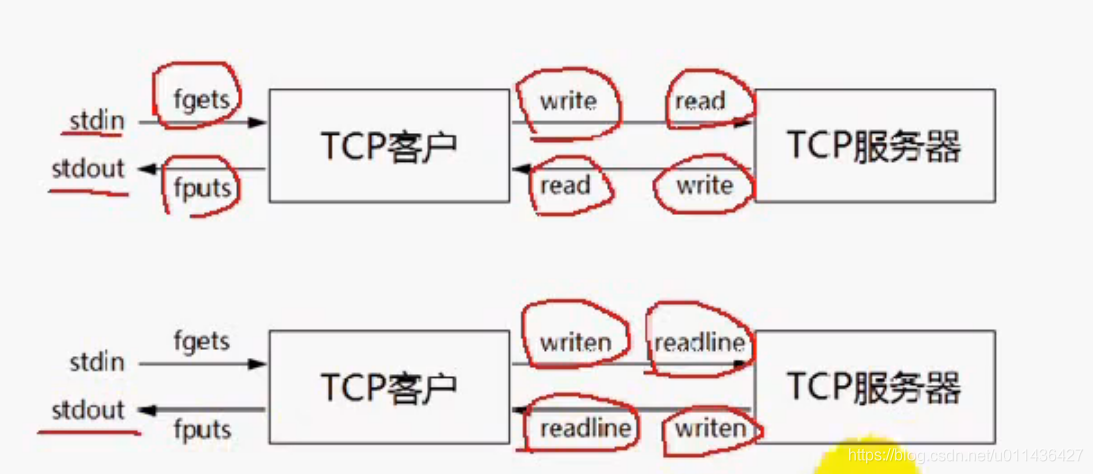 fgets write read
stdin TCP客户 TCP服务器
stdout
fputs read write
fgets writen readline
stdin TCP客户 TCP服务器
stdout
fputs readline writen
https://blog.csdn.net/u011436427